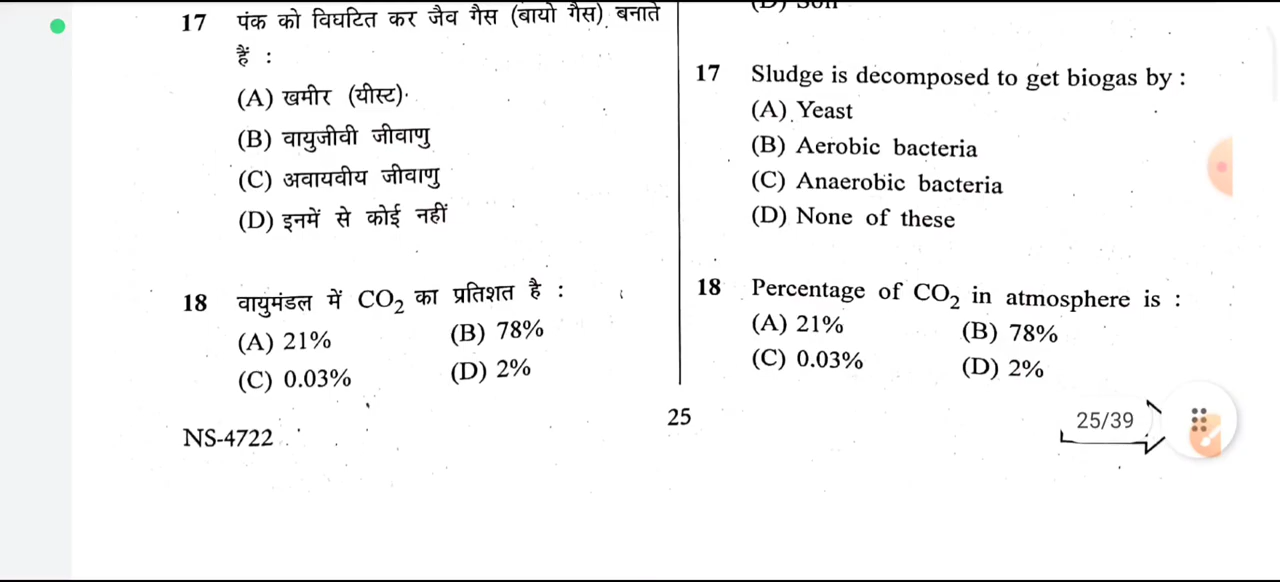 17 पंक को विघटित कर जैव गैस (बायो गैस) बनाते
हैं :
(A) खमीर (यीस्ट)
(B) वायुजीवी जीवाणु
(C) अवायवीय जीवाणु
(D) इनमें से कोई नहीं
18 वायुमंडल में CO₂ का प्रतिशत है :
(A) 21% (B) 78%
(C) 0.03% (D) 2%
17 Sludge is decomposed to get biogas by :
(A) Yeast
(B) Aerobic bacteria
(C) Anaerobic bacteria
(D) None of these
18 Percentage of CO₂ in atmosphere is :
(A) 21% (B) 78%
(C) 0.03% (D) 2%
NS-4722
25
25/39